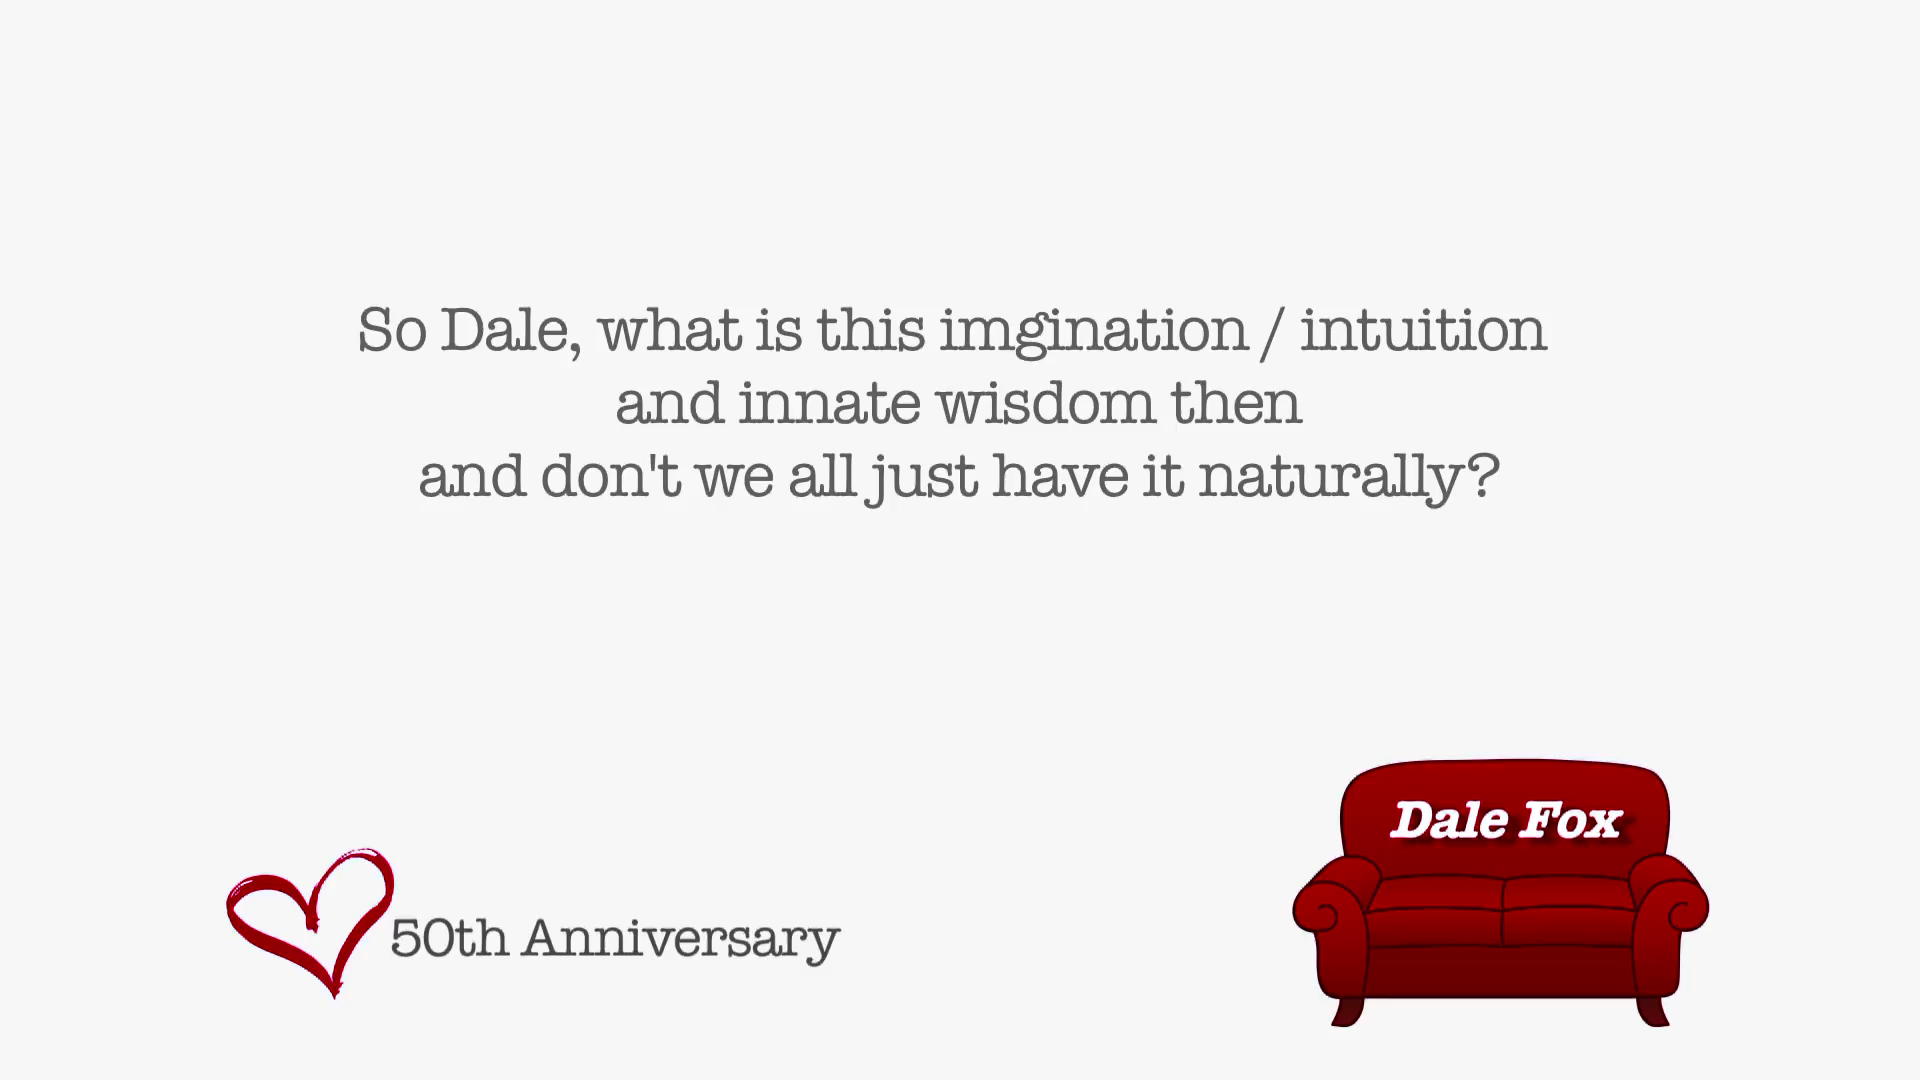 So Dale, what is this imgination / intuition
and innate wisdom then
and don't we all just have it naturally?
Dale Fox
50th Anniversary